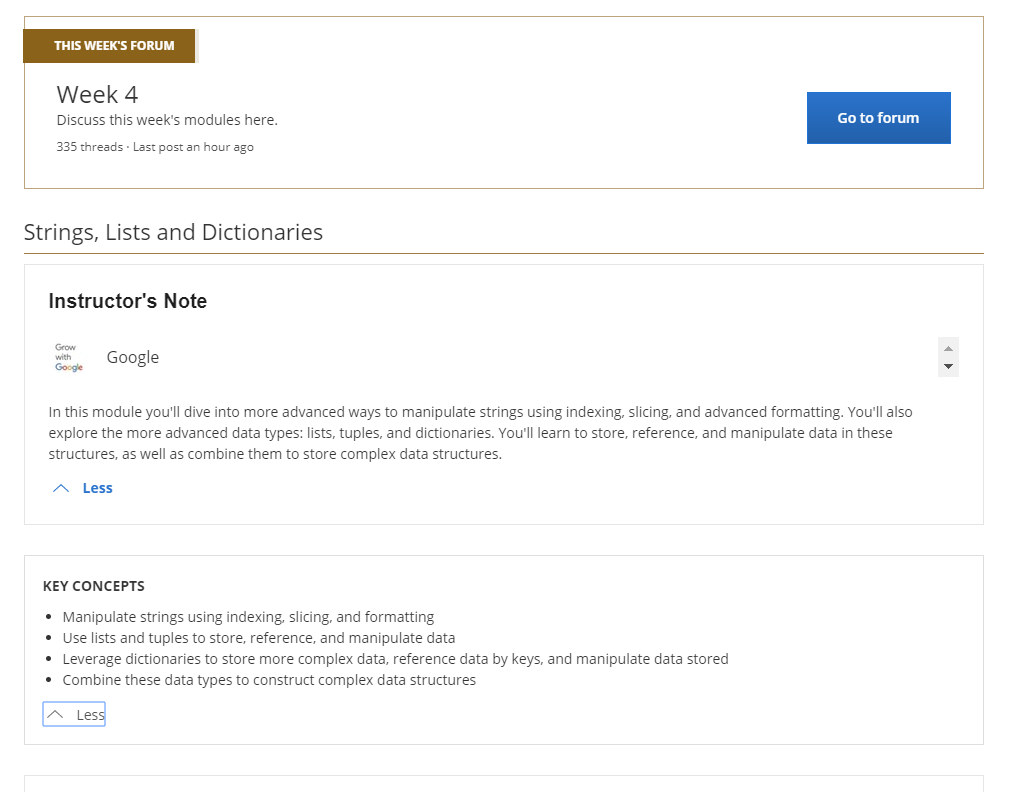 THIS WEEK'S FORUM
Week 4
Discuss this week's modules here.
335 threads · Last post an hour ago
Go to forum
Strings, Lists and Dictionaries
Instructor's Note
Grow
with
Google
Google
In this module you'll dive into more advanced ways to manipulate strings using indexing, slicing, and advanced formatting. You'll also
explore the more advanced data types: lists, tuples, and dictionaries. You'll learn to store, reference, and manipulate data in these
structures, as well as combine them to store complex data structures.
Less
KEY CONCEPTS
• Manipulate strings using indexing, slicing, and formatting
• Use lists and tuples to store, reference, and manipulate data
• Leverage dictionaries to store more complex data, reference data by keys, and manipulate data stored
• Combine these data types to construct complex data structures
Less